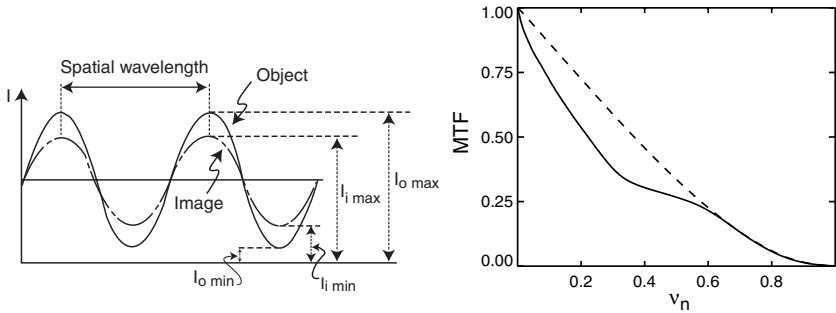 Spatial wavelength
Object
I
Image
I i max
I o max
I o min
I i min
1.00
0.75
0.50
0.25
0.00
MTF
0.2
0.4
0.6
0.8
νn